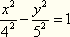 x²/4² − y²/5² = 1